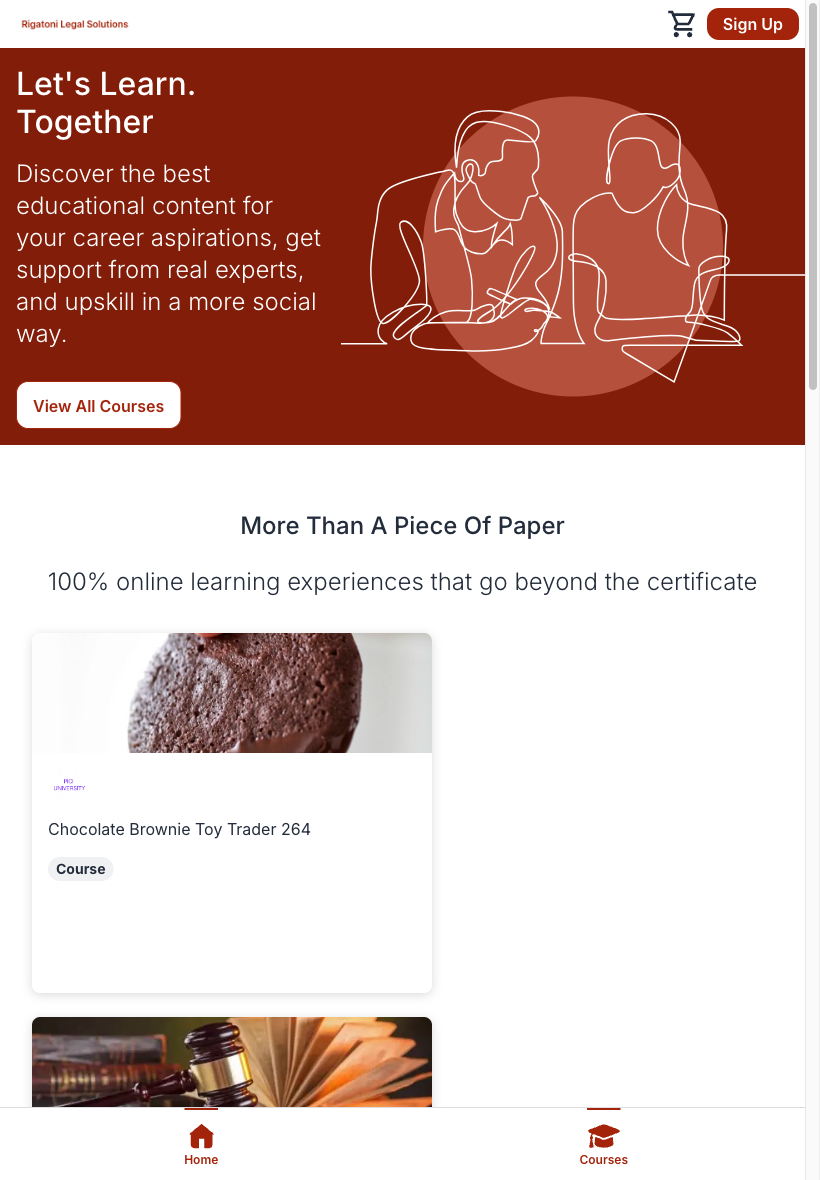 Rigatoni Legal Solutions
Sign Up
Let's Learn.
Together
Discover the best
educational content for
your career aspirations, get
support from real experts,
and upskill in a more social
way.
View All Courses
More Than A Piece Of Paper
100% online learning experiences that go beyond the certificate
PIQ
UNIVERSITY
Chocolate Brownie Toy Trader 264
Course
Home
Courses